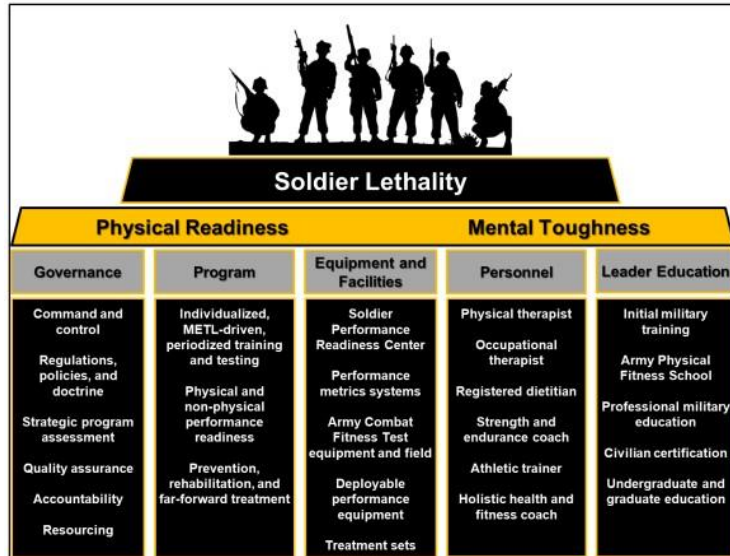 Soldier Lethality
Physical Readiness
Mental Toughness
Governance
Program
Equipment and
Facilities
Personnel
Leader Education
Command and
control
Regulations,
policies, and
doctrine
Strategic program
assessment
Quality assurance
Accountability
Resourcing
Individualized,
METL-driven,
periodized training
and testing
Physical and
non-physical
performance
readiness
Prevention,
rehabilitation, and
far-forward treatment
Soldier
Performance
Readiness Center
Performance
metrics systems
Army Combat
Fitness Test
equipment and field
Deployable
performance
equipment
Treatment sets
Physical therapist
Occupational
therapist
Registered dietitian
Strength and
endurance coach
Athletic trainer
Holistic health and
fitness coach
Initial military
training
Army Physical
Fitness School
Professional military
education
Civilian certification
Undergraduate and
graduate education